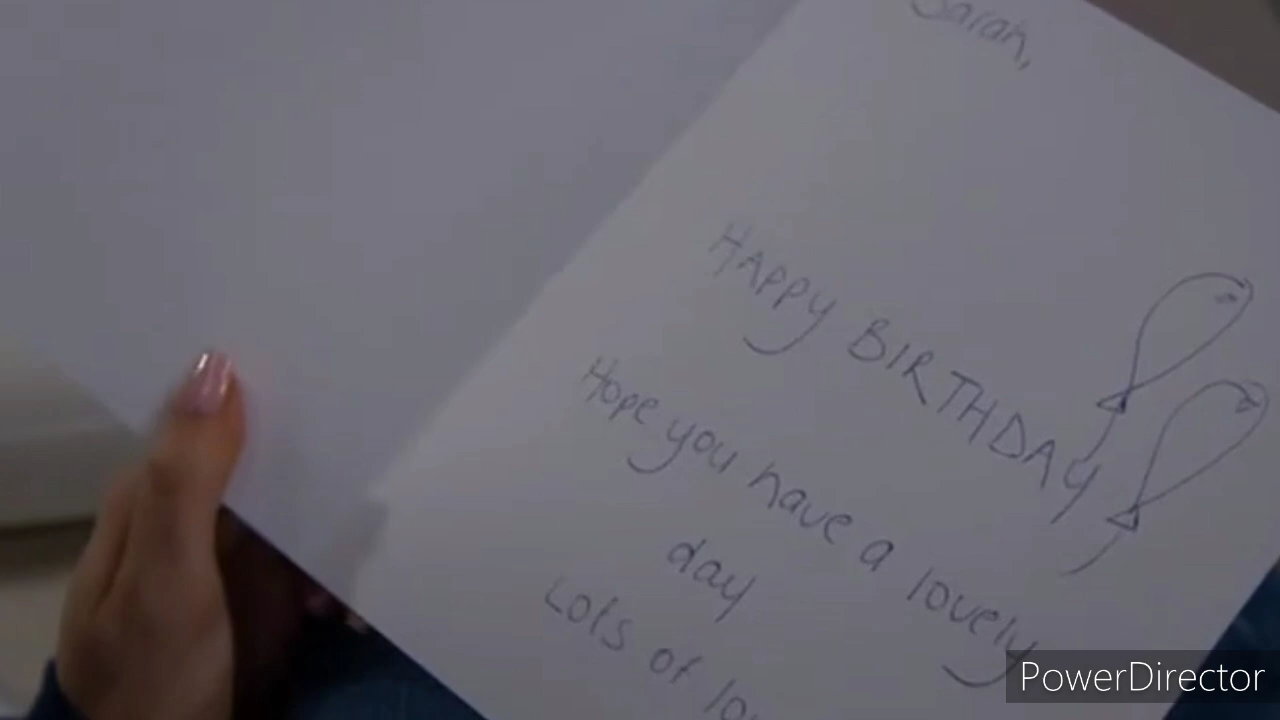 Sarah,
HAPPY BIRTHDAY
Hope you have a lovely
day
Lots of
PowerDirector